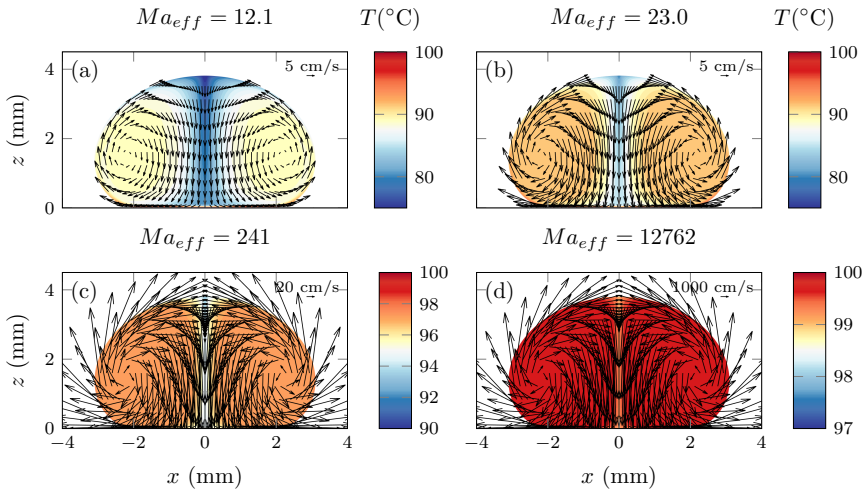 Ma_eff = 12.1
T(°C)
Ma_eff = 23.0
T(°C)
(a)
5 cm/s
4
2
0
z (mm)
100
90
80
(b)
5 cm/s
100
90
80
Ma_eff = 241
Ma_eff = 12762
(c)
20 cm/s
4
2
0
z (mm)
−4
−2
0
2
4
x (mm)
100
98
96
94
92
90
(d)
1000 cm/s
−4
−2
0
2
4
x (mm)
100
99
98
97